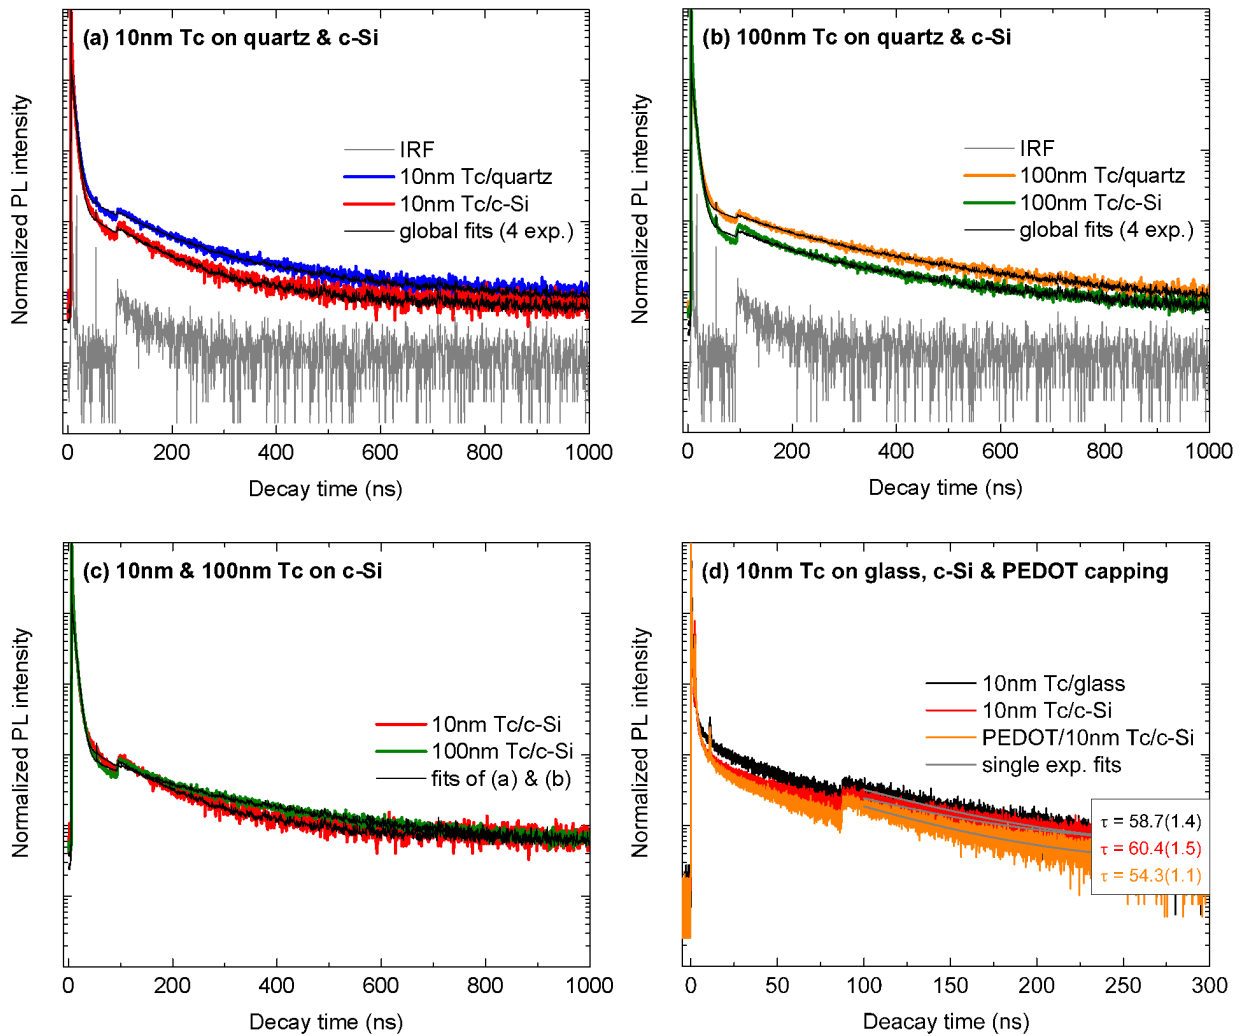 (a) 10nm Tc on quartz & c-Si
Normalized PL intensity
IRF
10nm Tc/quartz
10nm Tc/c-Si
global fits (4 exp.)
0 200 400 600 800 1000
Decay time (ns)
(b) 100nm Tc on quartz & c-Si
Normalized PL intensity
IRF
100nm Tc/quartz
100nm Tc/c-Si
global fits (4 exp.)
0 200 400 600 800 1000
Decay time (ns)
(c) 10nm & 100nm Tc on c-Si
Normalized PL intensity
10nm Tc/c-Si
100nm Tc/c-Si
fits of (a) & (b)
0 200 400 600 800 1000
Decay time (ns)
(d) 10nm Tc on glass, c-Si & PEDOT capping
Normalized PL intensity
10nm Tc/glass
10nm Tc/c-Si
PEDOT/10nm Tc/c-Si
single exp. fits
τ = 58.7(1.4)
τ = 60.4(1.5)
τ = 54.3(1.1)
0 50 100 150 200 250 300
Deacay time (ns)